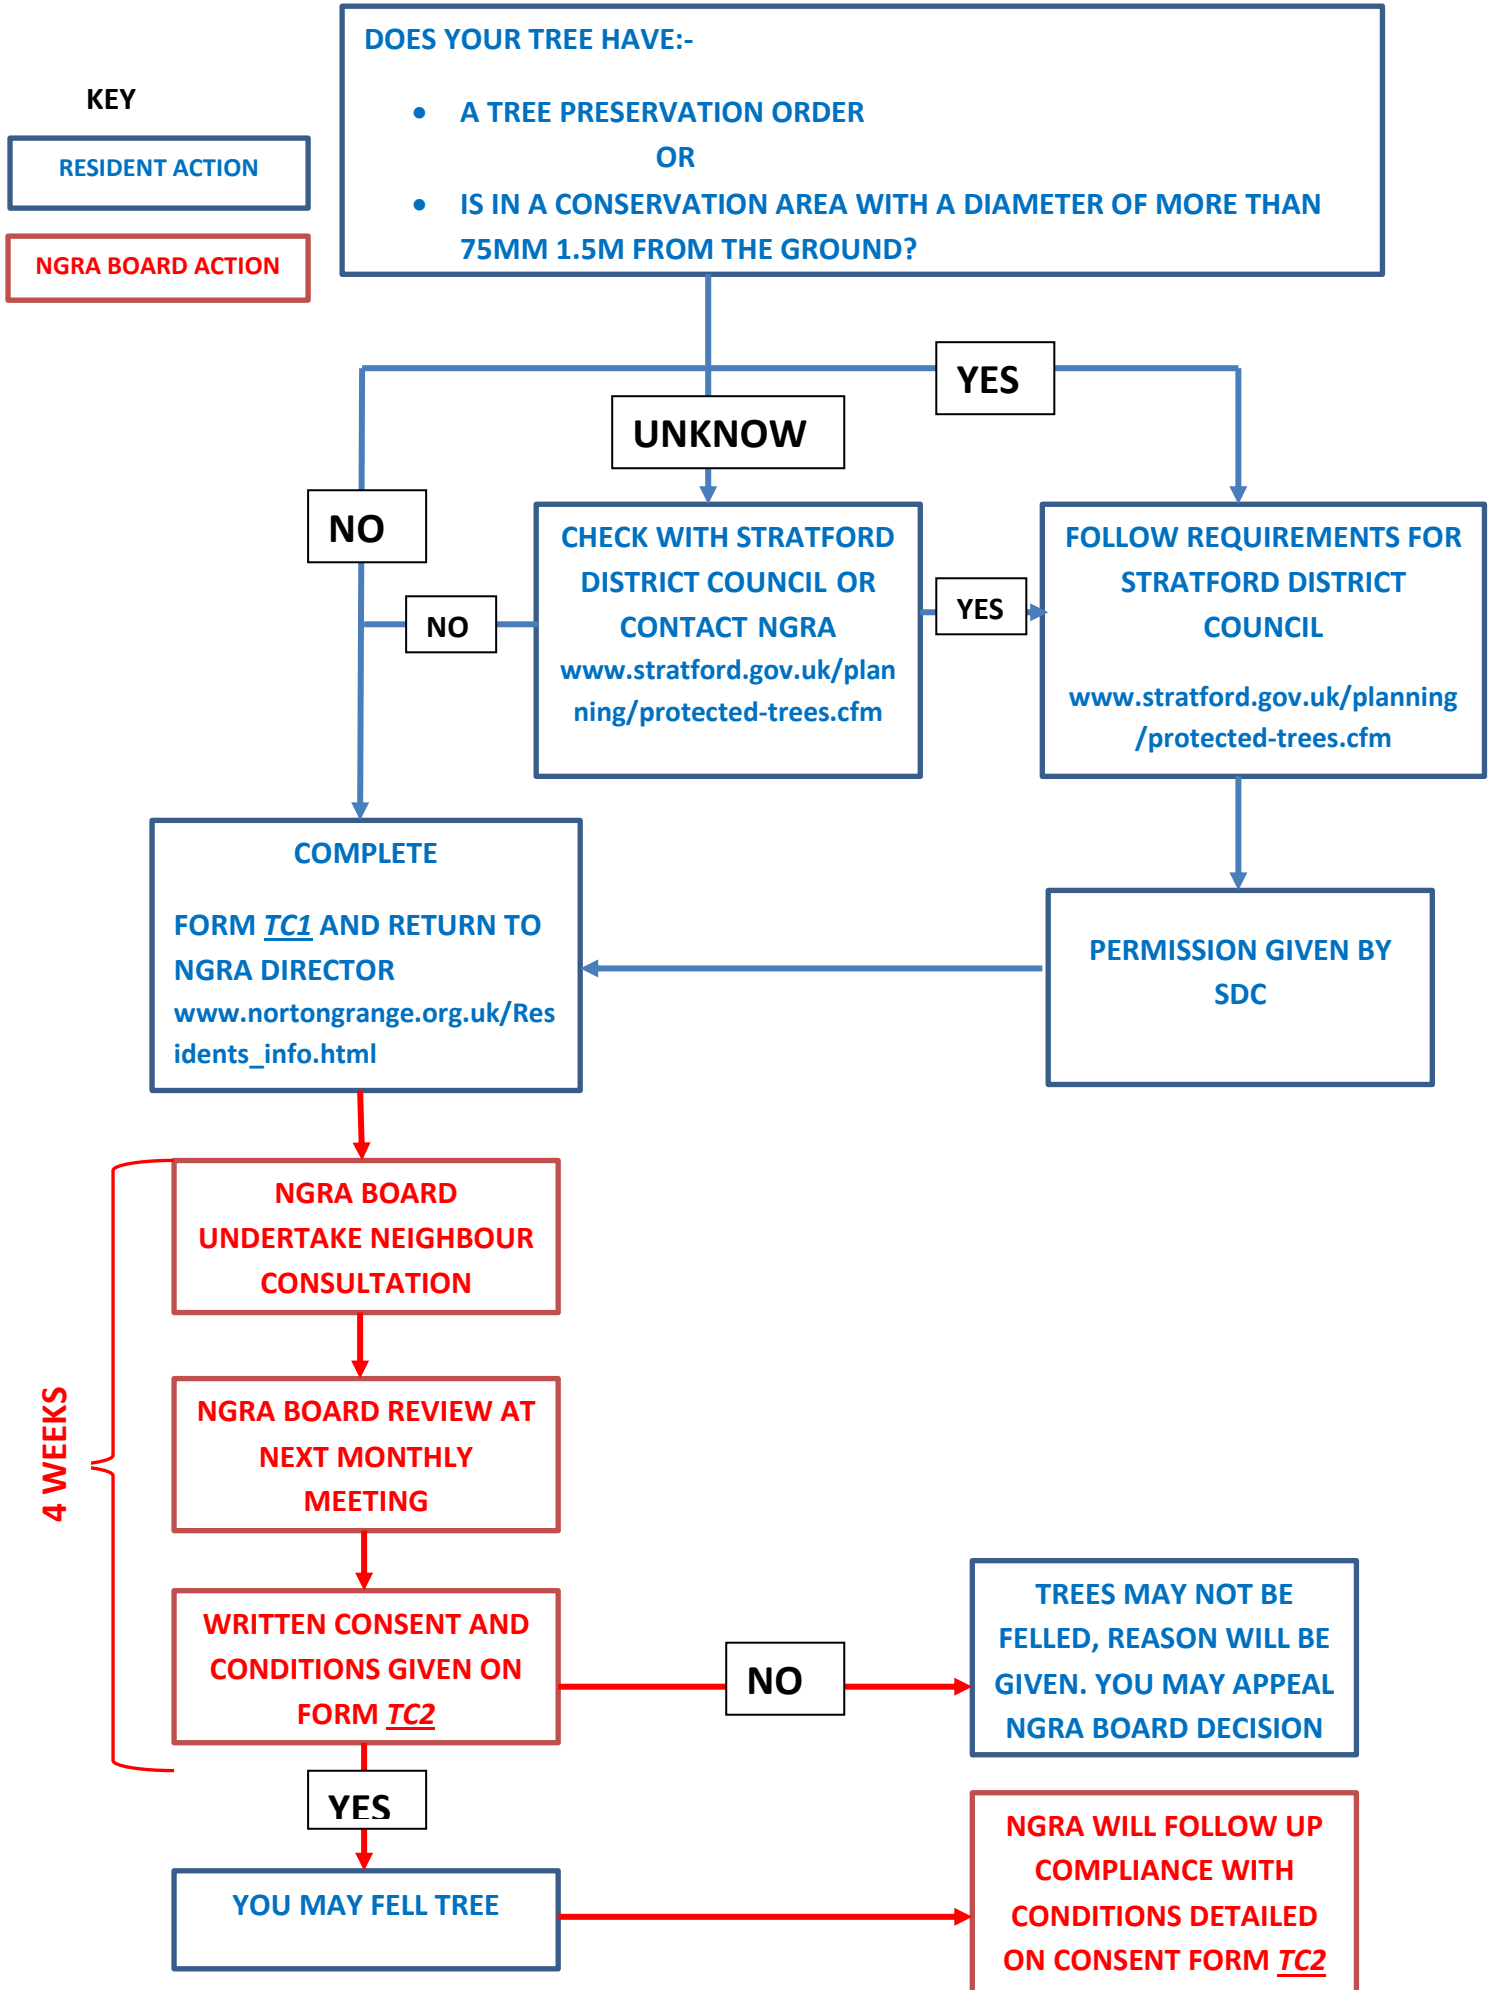 DOES YOUR TREE HAVE:-
• A TREE PRESERVATION ORDER
OR
• IS IN A CONSERVATION AREA WITH A DIAMETER OF MORE THAN
75MM 1.5M FROM THE GROUND?
KEY
RESIDENT ACTION
NGRA BOARD ACTION
YES
UNKNOW
NO
CHECK WITH STRATFORD
DISTRICT COUNCIL OR
CONTACT NGRA
www.stratford.gov.uk/plan
ning/protected-trees.cfm
NO
YES
FOLLOW REQUIREMENTS FOR
STRATFORD DISTRICT
COUNCIL
www.stratford.gov.uk/planning
/protected-trees.cfm
COMPLETE
FORM TC1 AND RETURN TO
NGRA DIRECTOR
www.nortongrange.org.uk/Res
idents_info.html
PERMISSION GIVEN BY
SDC
4 WEEKS
NGRA BOARD
UNDERTAKE NEIGHBOUR
CONSULTATION
NGRA BOARD REVIEW AT
NEXT MONTHLY
MEETING
WRITTEN CONSENT AND
CONDITIONS GIVEN ON
FORM TC2
NO
TREES MAY NOT BE
FELLED, REASON WILL BE
GIVEN. YOU MAY APPEAL
NGRA BOARD DECISION
YES
YOU MAY FELL TREE
NGRA WILL FOLLOW UP
COMPLIANCE WITH
CONDITIONS DETAILED
ON CONSENT FORM TC2